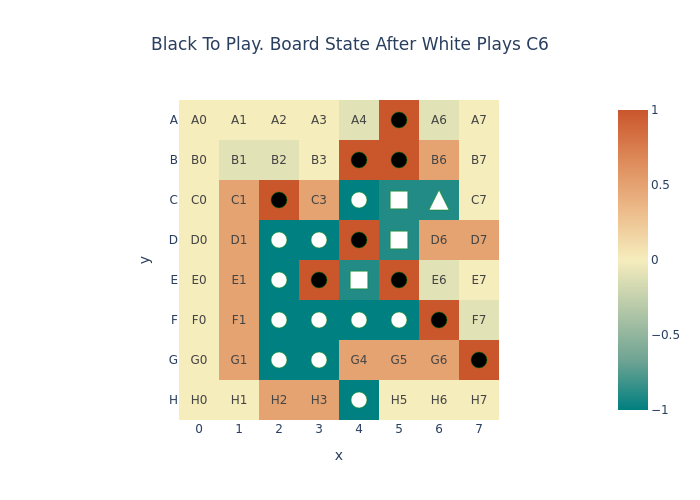 Black To Play. Board State After White Plays C6
A A0 A1 A2 A3 A4 A6 A7 1
B B0 B1 B2 B3 B6 B7
C C0 C1 C3 C7 0.5
D D0 D1 D6 D7
y E E0 E1 E6 E7 0
F F0 F1 F7 −0.5
G G0 G1 G4 G5 G6
H H0 H1 H2 H3 H5 H6 H7 −1
0 1 2 3 4 5 6 7
x